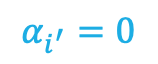 α_{i'} = 0